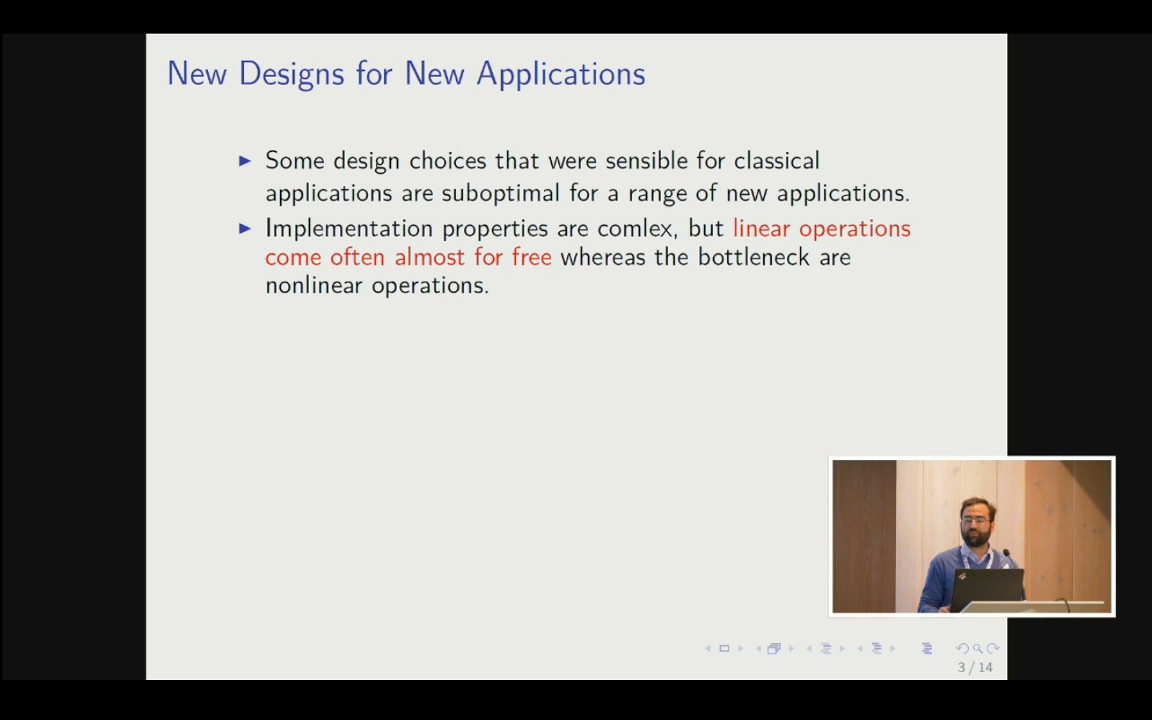 New Designs for New Applications
Some design choices that were sensible for classical
applications are suboptimal for a range of new applications.
Implementation properties are comlex, but linear operations
come often almost for free whereas the bottleneck are
nonlinear operations.
3 / 14